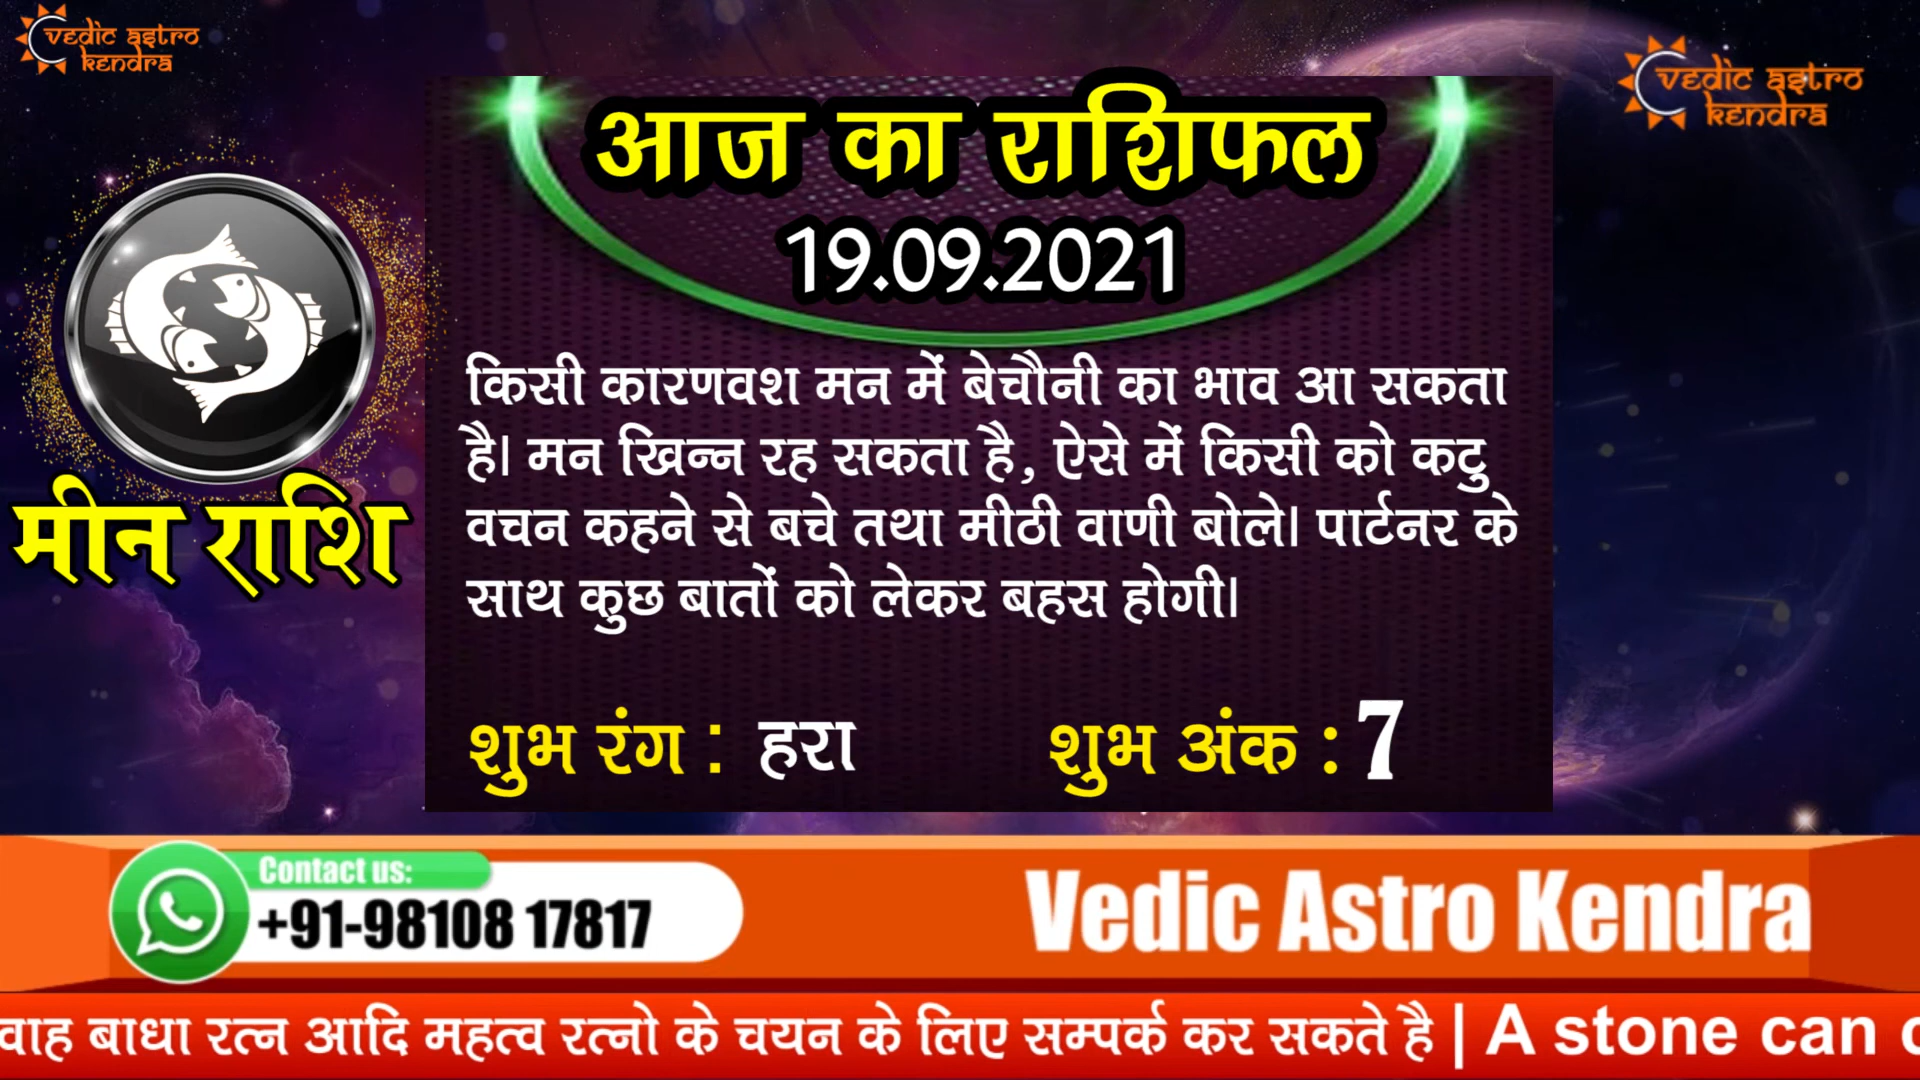 vedic astro
kendra
vedic astro
kendra
आज का राशिफल
19.09.2021
मीन राशि
किसी कारणवश मन में बेचौनी का भाव आ सकता
है। मन खिन्न रह सकता है, ऐसे में किसी को कटु
वचन कहने से बचे तथा मीठी वाणी बोले। पार्टनर के
साथ कुछ बातों को लेकर बहस होगी।
शुभ रंग : हरा
शुभ अंक : 7
Contact us:
+91-98108 17817
Vedic Astro Kendra
वाह बाधा रत्न आदि महत्व रत्नो के चयन के लिए सम्पर्क कर सकते है | A stone can